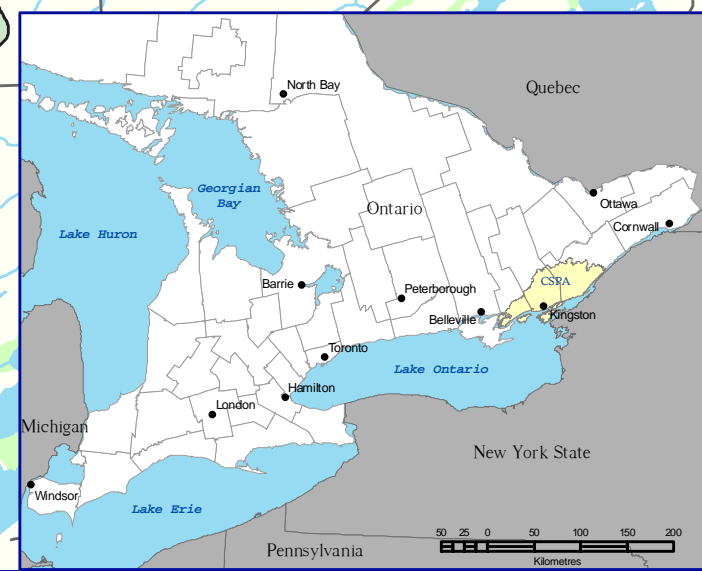 North Bay
Quebec
Georgian
Bay
Ottawa
Ontario
Cornwall
Lake Huron
CSPA
Barrie
Peterborough
Belleville
Kingston
Toronto
Lake Ontario
Hamilton
London
Michigan
New York State
Windsor
Lake Erie
Pennsylvania
50 25 0 50 100 150 200
Kilometres